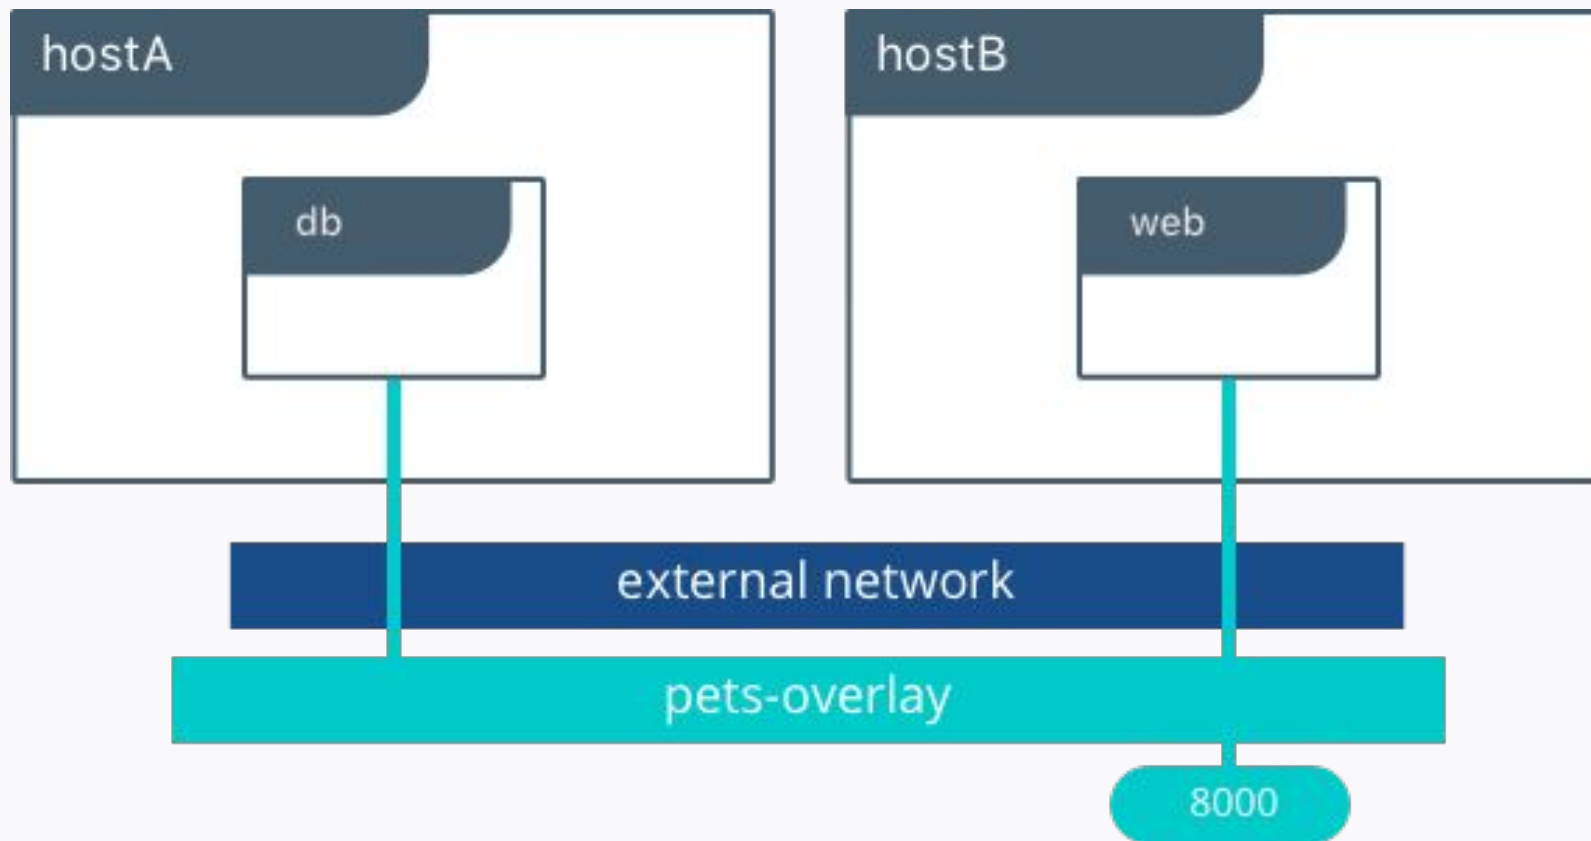 hostA
hostB
db
web
external network
pets-overlay
8000